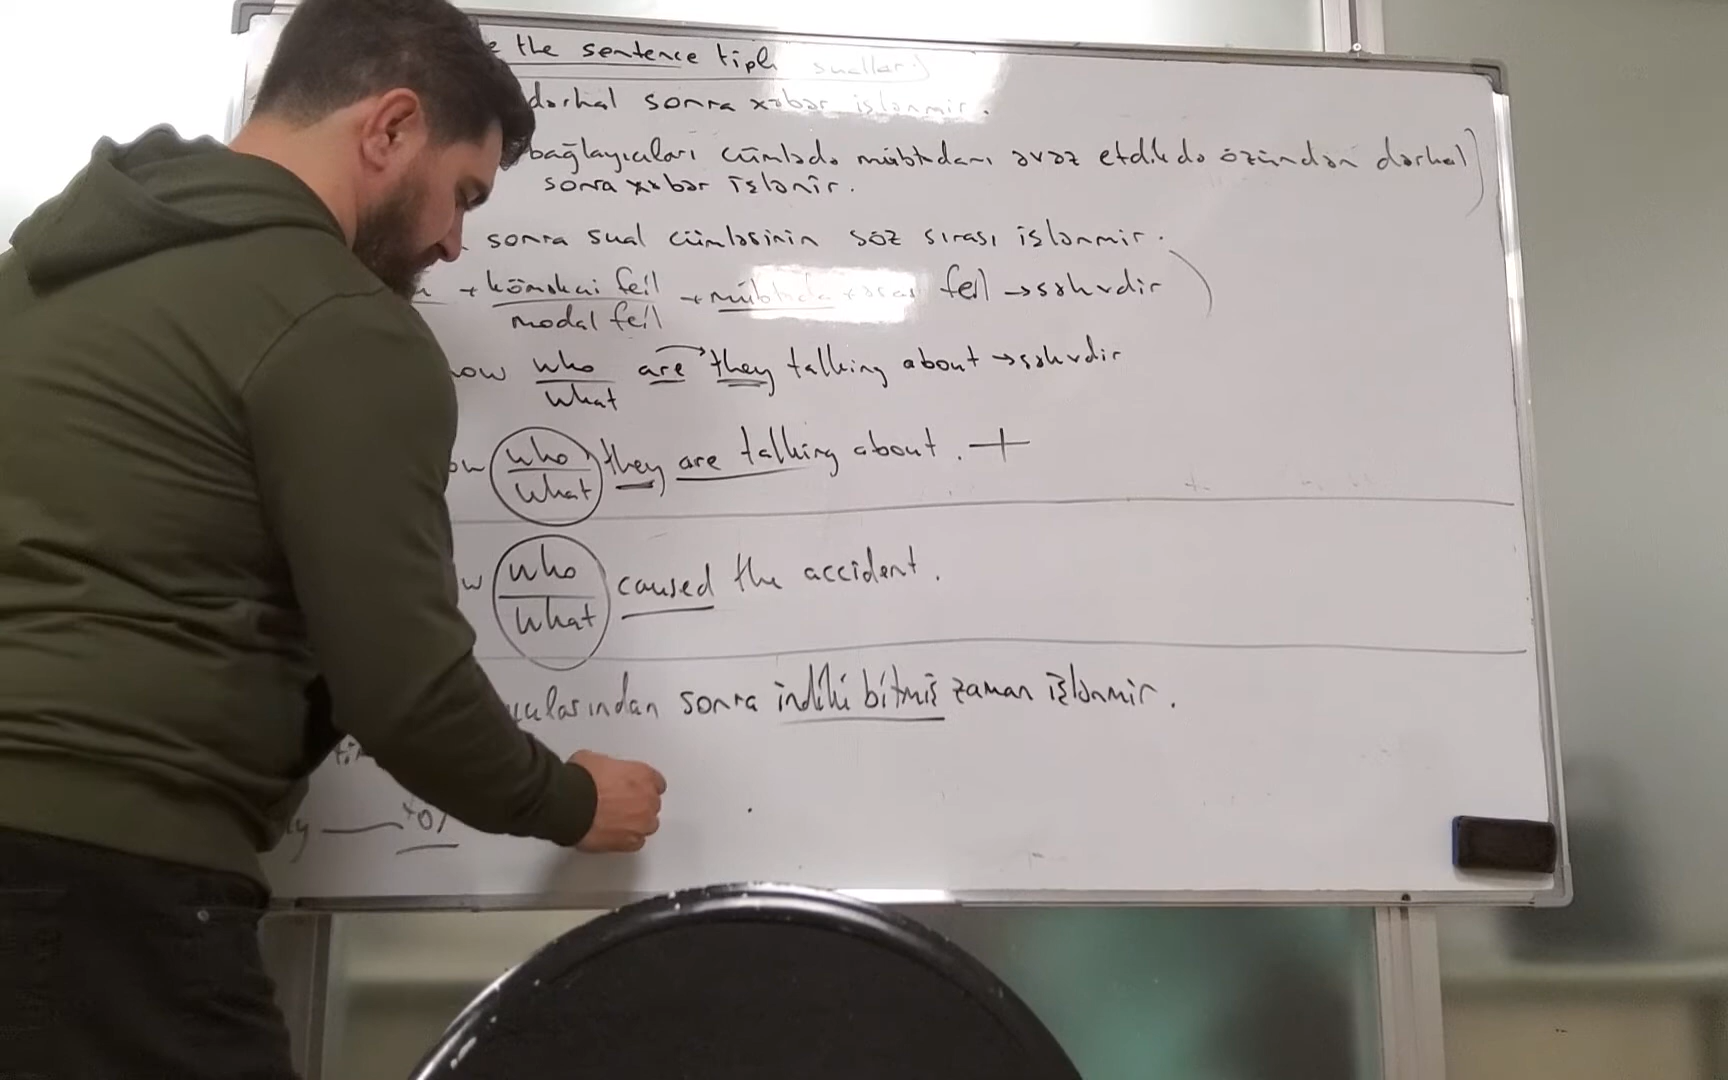 the sentence tipli suallar)
dərhal sonra xəbər işlənmir.
bağlayıcıları cümlədə mübtədanı əvəz etdikdə özündən dərhal)
sonra xəbər işlənir.
sonra sual cümləsinin söz sırası işlənmir.
+ köməkçi feil + mübtəda + əsas feil → səhvdir)
modal feil
who are they talking about → səhvdir
what
who they are talking about. +
what
who caused the accident.
what
sonra indiki bitmiş zaman işlənmir.